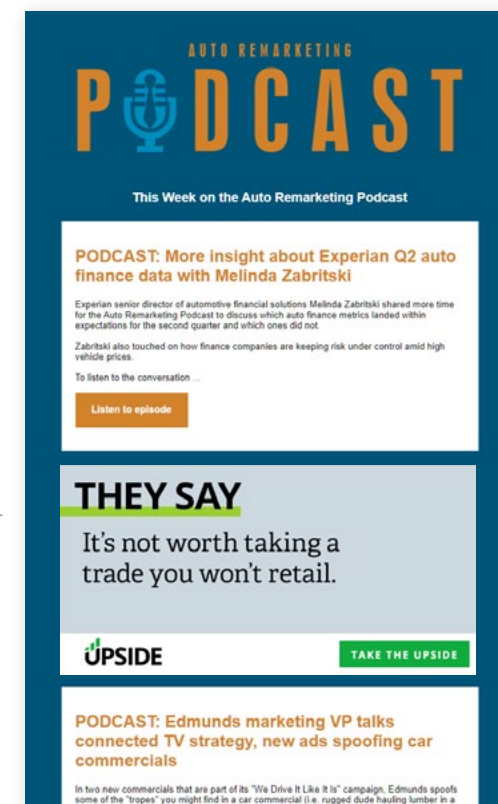 AUTO REMARKETING
PODCAST
This Week on the Auto Remarketing Podcast
PODCAST: More insight about Experian Q2 auto
finance data with Melinda Zabritski
Experian senior director of automotive financial solutions Melinda Zabritski shared more time
for the Auto Remarketing Podcast to discuss which auto finance metrics landed within
expectations for the second quarter and which ones did not.
Zabritski also touched on how finance companies are keeping risk under control amid high
vehicle prices.
To listen to the conversation ...
Listen to episode
THEY SAY
It's not worth taking a
trade you won't retail.
UPSIDE
TAKE THE UPSIDE
PODCAST: Edmunds marketing VP talks
connected TV strategy, new ads spoofing car
commercials
In two new commercials that are part of its "We Drive It Like It Is" campaign, Edmunds spoofs
some of the "tropes" you might find in a car commercial (i.e. rugged dude hauling lumber in a